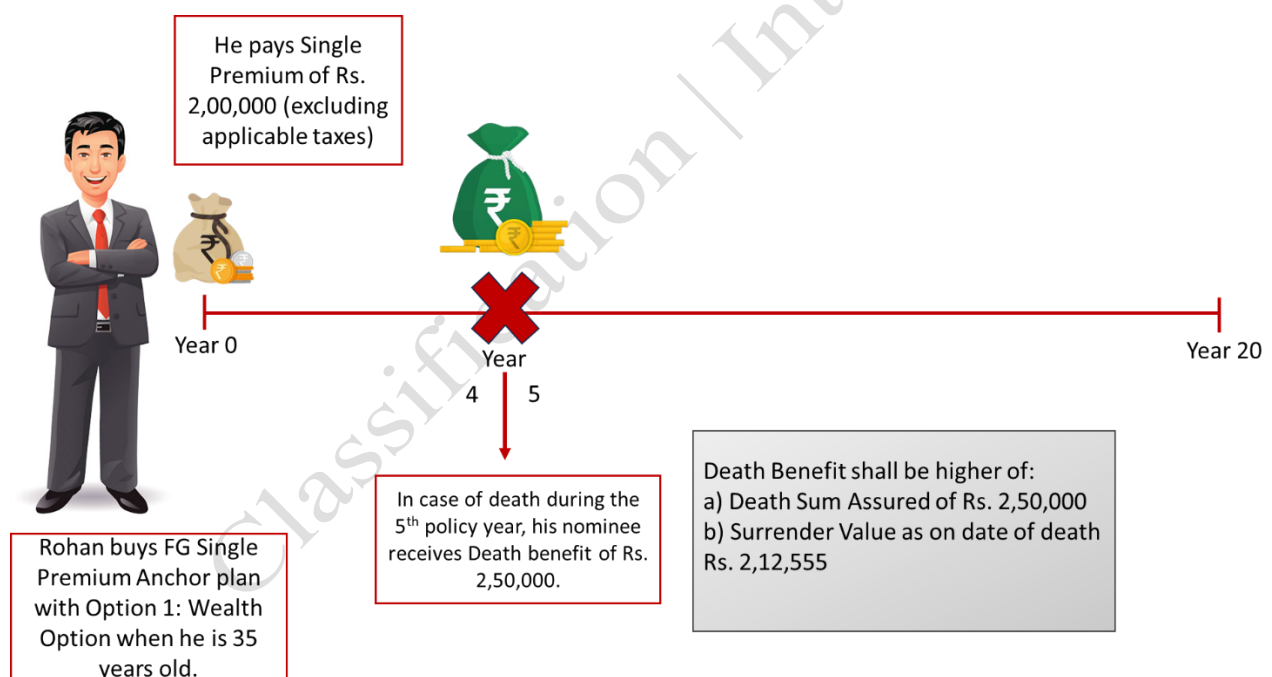 He pays Single
Premium of Rs.
2,00,000 (excluding
applicable taxes)
Year 0
Year
4 5
Year 20
In case of death during the
5th policy year, his nominee
receives Death benefit of Rs.
2,50,000.
Death Benefit shall be higher of:
a) Death Sum Assured of Rs. 2,50,000
b) Surrender Value as on date of death
Rs. 2,12,555
Rohan buys FG Single
Premium Anchor plan
with Option 1: Wealth
Option when he is 35
years old.
Classification | Int